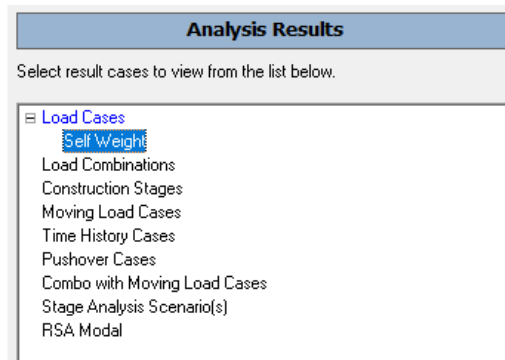 Analysis Results
Select result cases to view from the list below.
Load Cases
Self Weight
Load Combinations
Construction Stages
Moving Load Cases
Time History Cases
Pushover Cases
Combo with Moving Load Cases
Stage Analysis Scenario(s)
RSA Modal